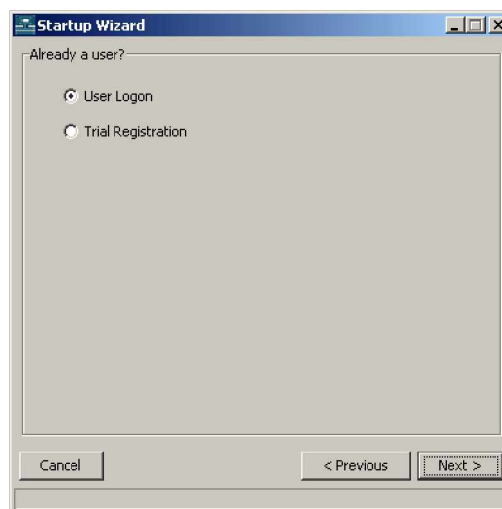 Startup Wizard
Already a user?
User Logon
Trial Registration
Cancel
< Previous
Next >